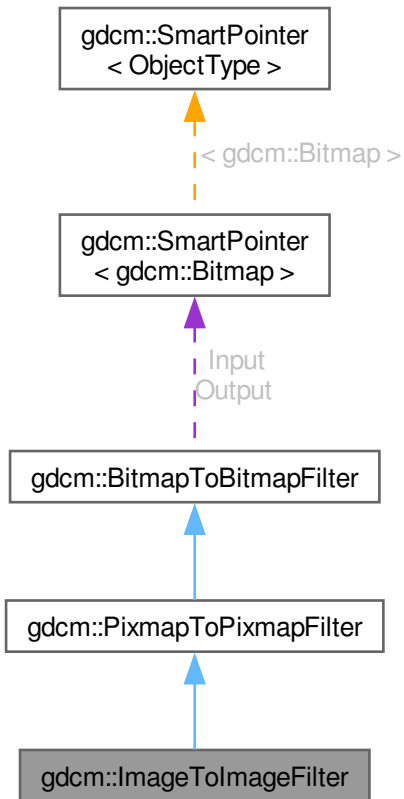 gdcm::SmartPointer
< ObjectType >
< gdcm::Bitmap >
gdcm::SmartPointer
< gdcm::Bitmap >
Input
Output
gdcm::BitmapToBitmapFilter
gdcm::PixmapToPixmapFilter
gdcm::ImageToImageFilter